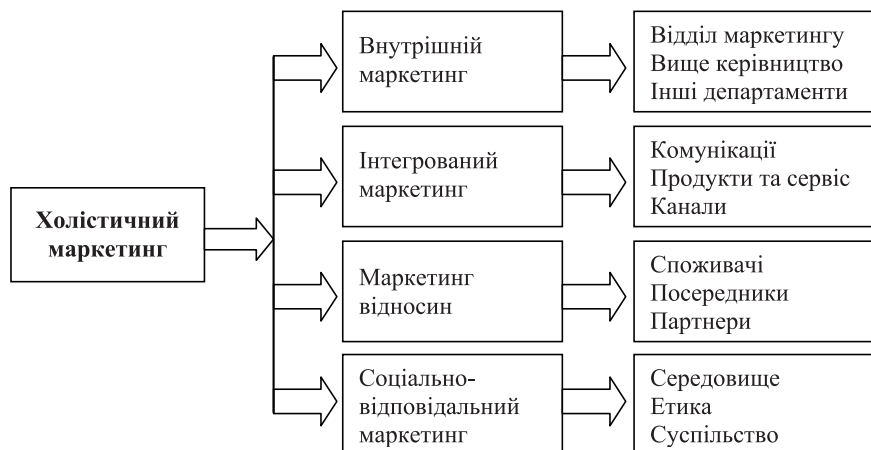 Холістичний
маркетинг
Внутрішній
маркетинг
Відділ маркетингу
Вище керівництво
Інші департаменти
Інтегрований
маркетинг
Комунікації
Продукти та сервіс
Канали
Маркетинг
відносин
Споживачі
Посередники
Партнери
Соціально-
відповідальний
маркетинг
Середовище
Етика
Суспільство